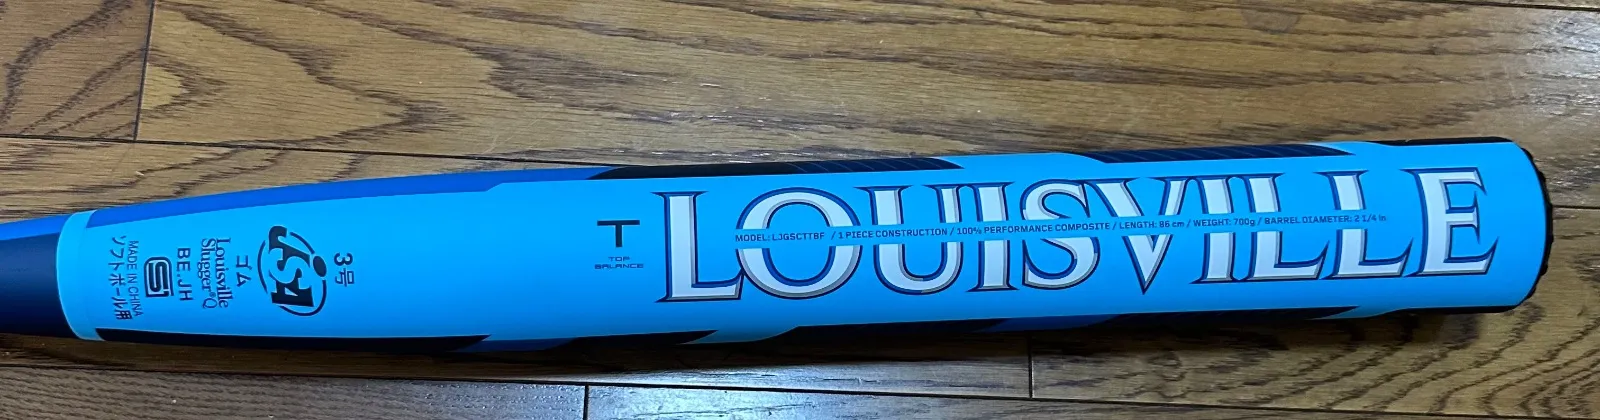 LOUISVILLE
MODEL: LJGSCTTBF / 1 PIECE CONSTRUCTION / 100% PERFORMANCE COMPOSITE / LENGTH: 86 cm / WEIGHT: 700g / BARREL DIAMETER: 2 1/4 in
T
TOP
BALANCE
3号
JSA
ゴム
Louisville
Slugger®Q
BE.JH
SG
MADE IN CHINA
ソフトボール用